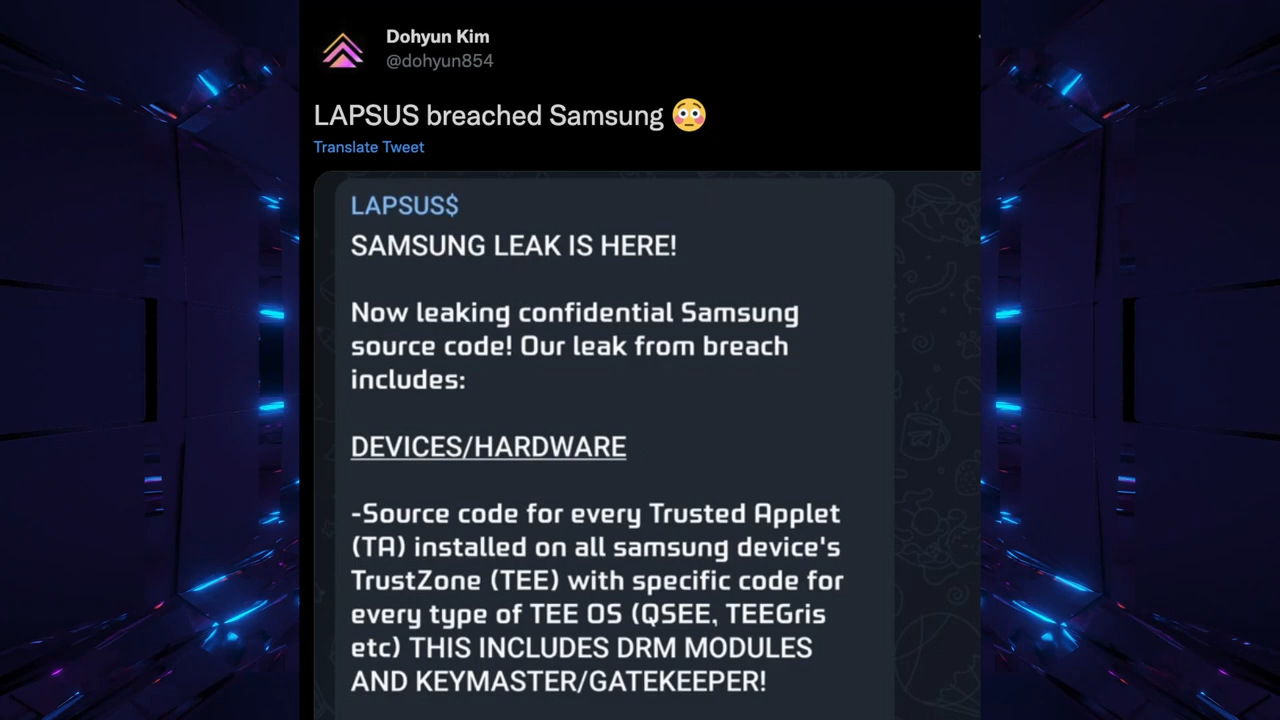 Dohyun Kim
@dohyun854
LAPSUS breached Samsung 😳
Translate Tweet
LAPSUS$
SAMSUNG LEAK IS HERE!
Now leaking confidential Samsung
source code! Our leak from breach
includes:
DEVICES/HARDWARE
-Source code for every Trusted Applet
(TA) installed on all samsung device's
TrustZone (TEE) with specific code for
every type of TEE OS (QSEE, TEEGris
etc) THIS INCLUDES DRM MODULES
AND KEYMASTER/GATEKEEPER!